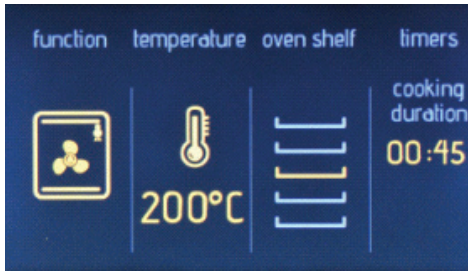 function temperature oven shelf timers
cooking
duration
00:45
200°C